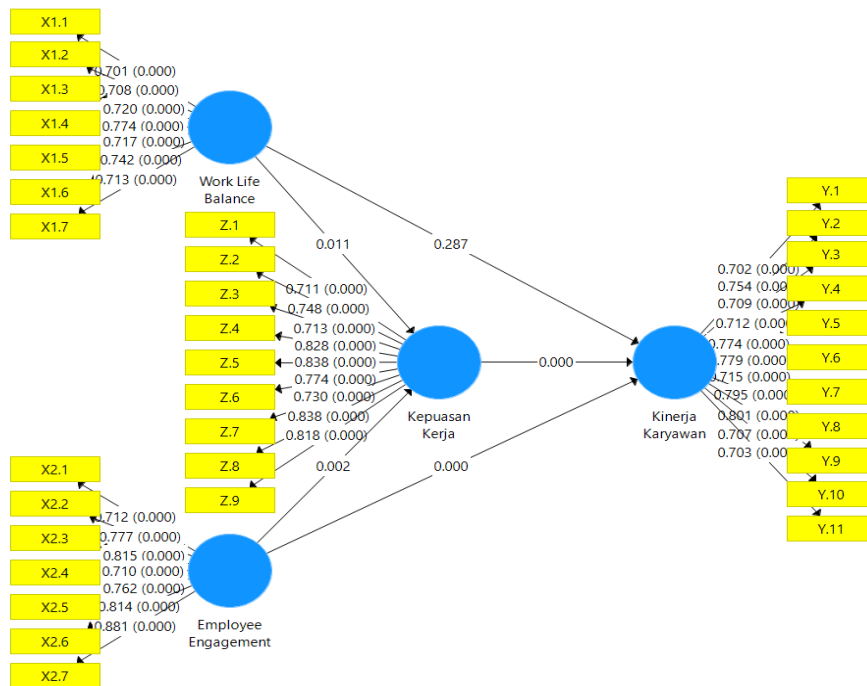 X1.1
X1.2
X1.3
X1.4
X1.5
X1.6
X1.7
0.701 (0.000)
0.708 (0.000)
0.720 (0.000)
0.774 (0.000)
0.717 (0.000)
0.742 (0.000)
0.713 (0.000)
Work Life
Balance
Z.1
Z.2
Z.3
Z.4
Z.5
Z.6
Z.7
Z.8
Z.9
0.711 (0.000)
0.748 (0.000)
0.713 (0.000)
0.828 (0.000)
0.838 (0.000)
0.774 (0.000)
0.730 (0.000)
0.838 (0.000)
0.818 (0.000)
0.011
0.287
Kepuasan
Kerja
0.000
0.002
0.000
X2.1
X2.2
X2.3
X2.4
X2.5
X2.6
X2.7
0.712 (0.000)
0.777 (0.000)
0.815 (0.000)
0.710 (0.000)
0.762 (0.000)
0.814 (0.000)
0.881 (0.000)
Employee
Engagement
Kinerja
Karyawan
0.702 (0.000)
0.754 (0.000)
0.709 (0.000)
0.712 (0.000)
0.774 (0.000)
0.779 (0.000)
0.715 (0.000)
0.795 (0.000)
0.801 (0.000)
0.707 (0.000)
0.703 (0.000)
Y.1
Y.2
Y.3
Y.4
Y.5
Y.6
Y.7
Y.8
Y.9
Y.10
Y.11